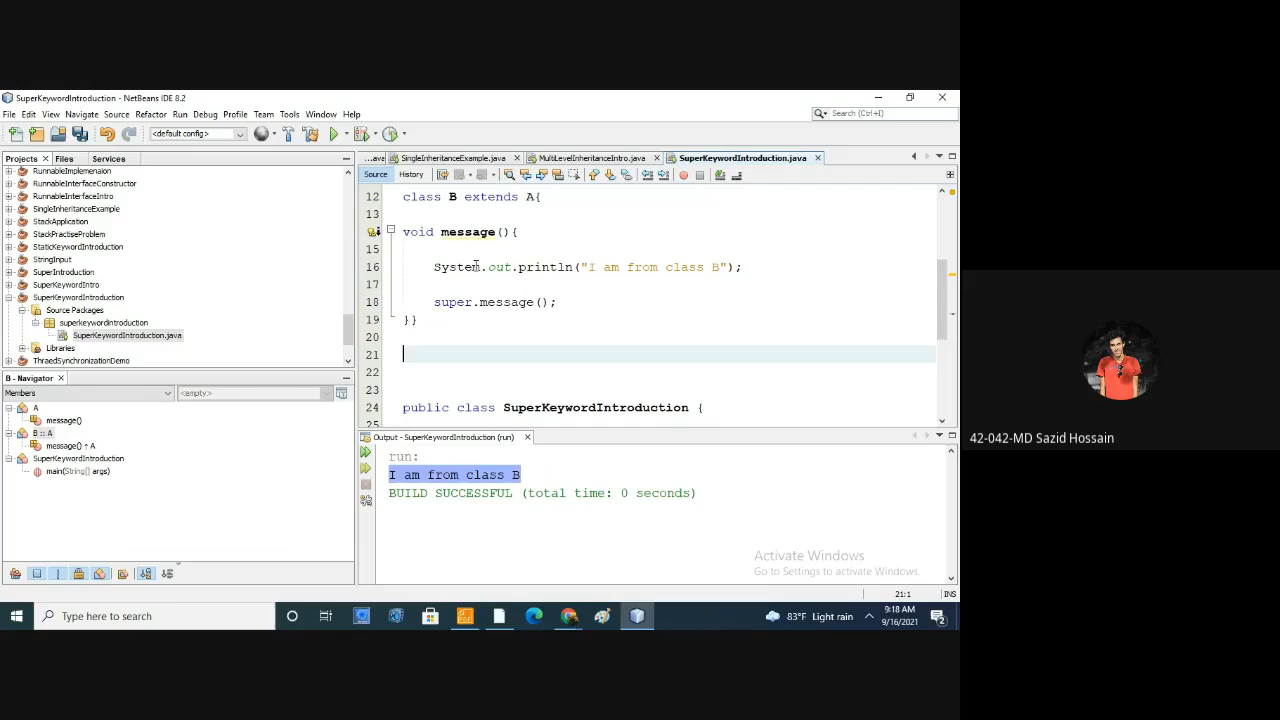 SuperKeywordIntroduction - NetBeans IDE 8.2
File Edit View Navigate Source Refactor Run Debug Profile Team Tools Window Help
Search (Ctrl+I)
<default config>
Projects Files Services
...ava SingleInheritanceExample.java MultiLevelInheritanceIntro.java SuperKeywordIntroduction.java
Source History
RunnableImplemenaion
RunnableInterfaceConstructor
RunnableInterfaceIntro
SingleInheritanceExample
StackApplication
StackPractiseProblem
StaticKeywordIntroduction
StringInput
SuperIntroduction
SuperKeywordIntro
SuperKeywordIntroduction
Source Packages
superkeywordintroduction
SuperKeywordIntroduction.java
Libraries
ThraedSynchronizationDemo
12 class B extends A{
13
14 void message(){
15
16 System.out.println("I am from class B");
17
18 super.message();
19 }}
20
21
22
23
24 public class SuperKeywordIntroduction {
25
B - Navigator
Members <empty>
A
message()
B :: A
message() ↑ A
SuperKeywordIntroduction
main(String[] args)
Output - SuperKeywordIntroduction (run)
run:
I am from class B
BUILD SUCCESSFUL (total time: 0 seconds)
Activate Windows
Go to Settings to activate Windows.
21:1 INS
Type here to search
83°F Light rain
9:18 AM
9/16/2021
2
42-042-MD Sazid Hossain